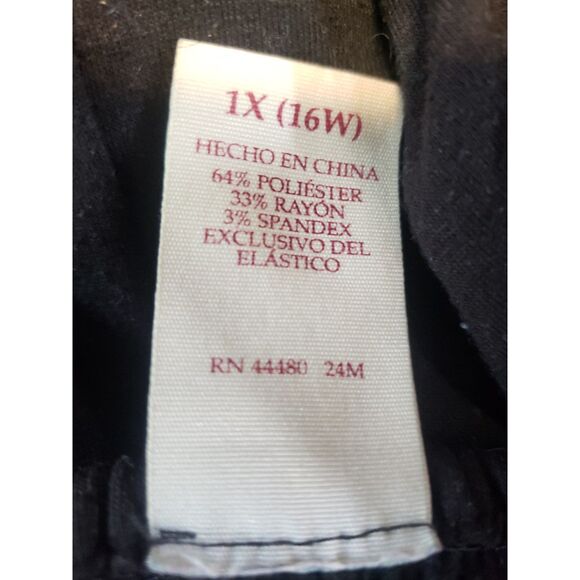 1X (16W)
HECHO EN CHINA
64% POLIÉSTER
33% RAYÓN
3% SPANDEX
EXCLUSIVO DEL
ELÁSTICO
RN 44480 24M